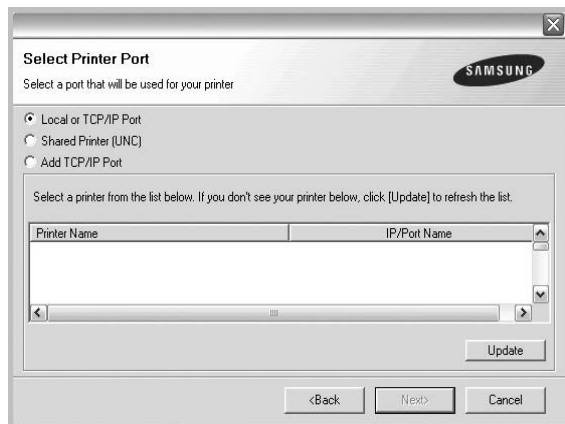 Select Printer Port
Select a port that will be used for your printer
SAMSUNG
Local or TCP/IP Port
Shared Printer (UNC)
Add TCP/IP Port
Select a printer from the list below. If you don't see your printer below, click [Update] to refresh the list.
Printer Name IP/Port Name
Update
<Back Next> Cancel